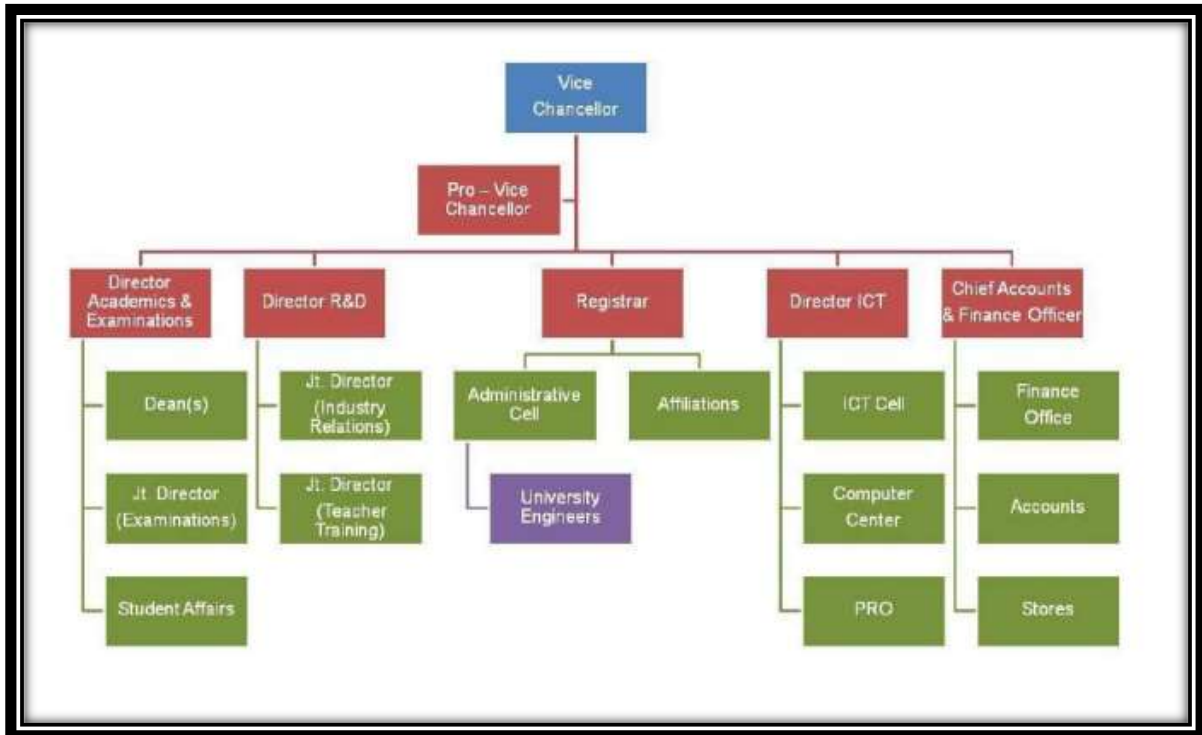 Vice
Chancellor
Pro – Vice
Chancellor
Director
Academics &
Examinations
Director R&D
Registrar
Director ICT
Chief Accounts
& Finance Officer
Dean(s)
Jt. Director
(Industry
Relations)
Administrative
Cell
Affiliations
ICT Cell
Finance
Office
Jt. Director
(Examinations)
Jt. Director
(Teacher
Training)
University
Engineers
Computer
Center
Accounts
Student Affairs
PRO
Stores